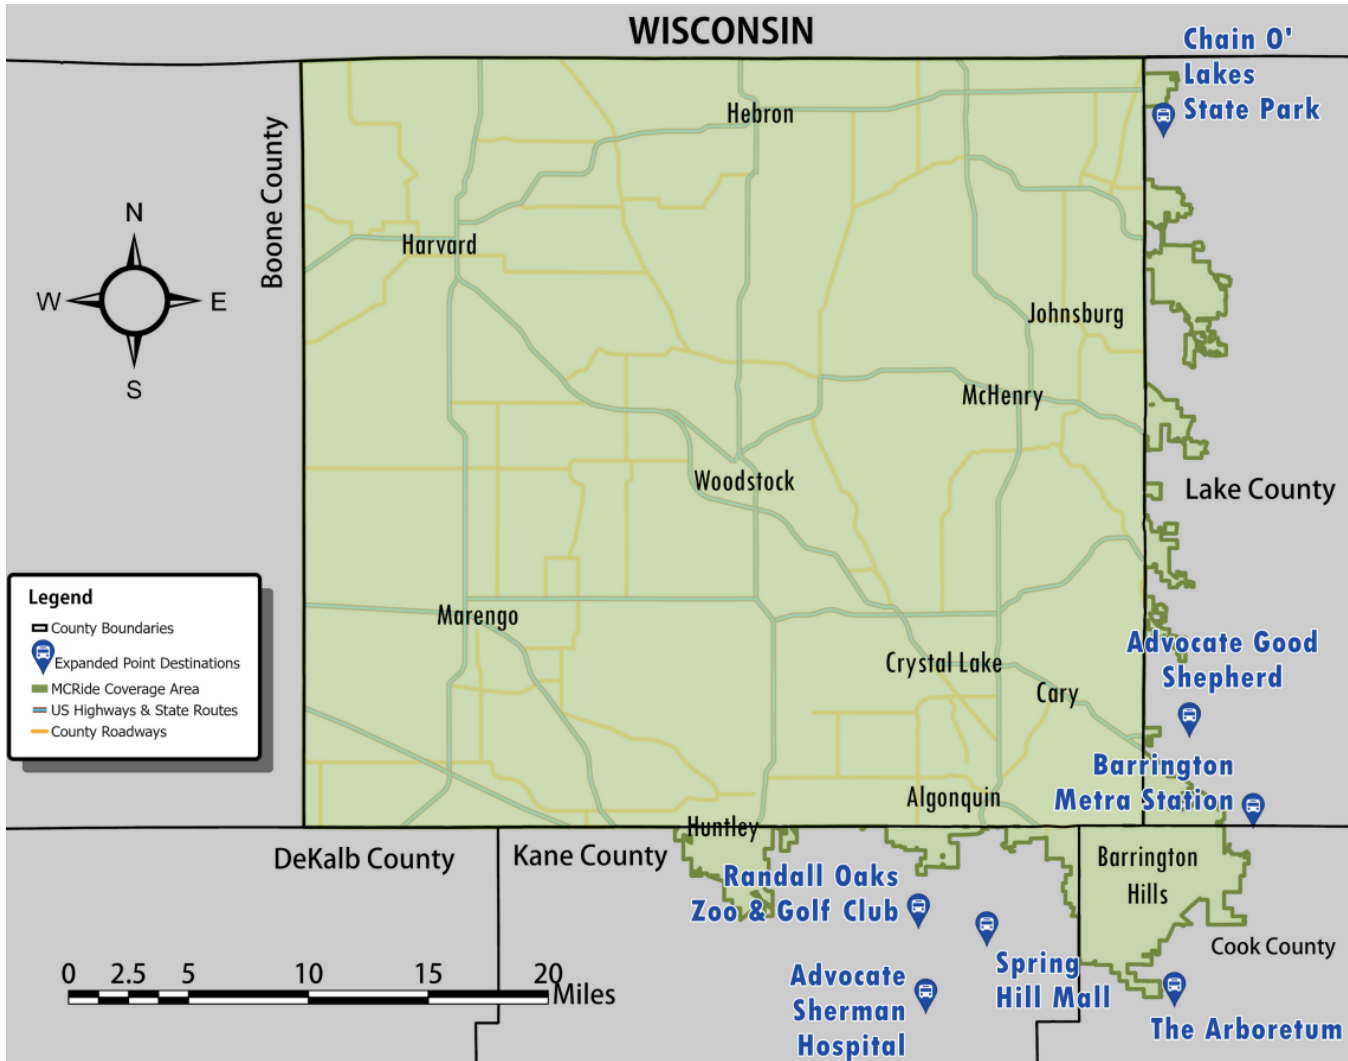 WISCONSIN
Chain O'
Lakes
State Park
Hebron
Boone County
N
W
E
S
Harvard
Johnsburg
McHenry
Woodstock
Lake County
Legend
County Boundaries
Expanded Point Destinations
MCRide Coverage Area
US Highways & State Routes
County Roadways
Marengo
Advocate Good
Shepherd
Crystal Lake
Cary
Barrington
Metra Station
Algonquin
Huntley
DeKalb County
Kane County
Barrington
Hills
Randall Oaks
Zoo & Golf Club
Cook County
Spring
Hill Mall
Advocate
Sherman
Hospital
The Arboretum
0 2.5 5 10 15 20
Miles